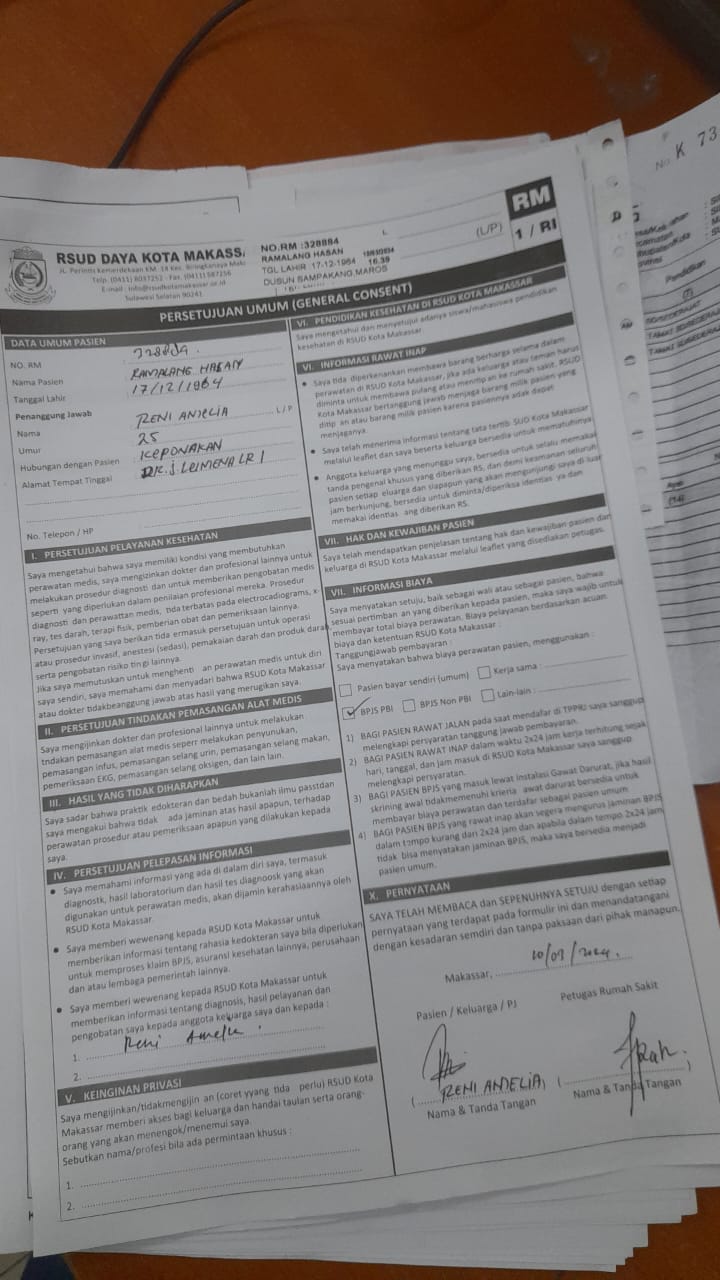 RM
1 / RI
(L/P)
RSUD DAYA KOTA MAKASS
JL. Perintis Kemerdekaan KM. 14 Kec. Biringkanaya Mak
Telp. (0411) 8037252 - Fax. (0411)587256
E-mail : info@rsudkotamakassar.or.id
Sulawesi Selatan 90241
NO.RM :328884
L
RAMALANG HASAN
TGL LAHIR 17-12-1964 16.39
DUSUN SAMPAKANG,MAROS
PERSETUJUAN UMUM (GENERAL CONSENT)
DATA UMUM PASIEN
NO. RM
Nama Pasien RAMALANG HASAN
Tanggal Lahir 17/12/1964
Penanggung Jawab
Nama RENI AMELIA L/P
Umur 25
Hubungan dengan Pasien KEPONAKAN
Alamat Tempat Tinggal DR.J.LEIMENA LR 1
No. Telepon / HP
I. PERSETUJUAN PELAYANAN KESEHATAN
Saya mengetahui bahwa saya memiliki kondisi yang membutuhkan
perawatan medis, saya mengizinkan dokter dan profesional lainnya untuk
melakukan prosedur diagnosti dan untuk memberikan pengobatan medis
seperti yang diperlukan dalam penilaian profesional mereka. Prosedur
diagnosti dan perawattan medis, tida terbatas pada electrocadiograms, x-
ray, tes darah, terapi fisik, pemberian obat dan pemeriksaan lainnya.
Persetujuan yang saya berikan tida ermasuk persetujuan untuk operasi
atau prosedur invasif, anestesi (sedasi), pemakaian darah dan produk darah
serta pengobatan risiko tin gi lainnya.
Jika saya memutuskan untuk menghenti an perawatan medis untuk diri
saya sendiri, saya memahami dan menyadari bahwa RSUD Kota Makassar
atau dokter tidakbeanggung jawab atas hasil yang merugikan saya.
II. PERSETUJUAN TINDAKAN PEMASANGAN ALAT MEDIS
Saya mengijinkan dokter dan profesional lainnya untuk melakukan
tndakan pemasangan alat medis seperr melakukan penyunukan,
pemasangan infus, pemasangan selang urin, pemasangan selang makan,
pemeriksaan EKG, pemasangan selang oksigen, dan lain lain.
III. HASIL YANG TIDAK DIHARAPKAN
Saya sadar bahwa praktik edokteran dan bedah bukanlah ilmu passtdan
saya mengakui bahwa tidak ada jaminan atas hasil apapun, terhadap
perawatan prosedur atau pemeriksaan apapun yang dilakukan kepada
saya.
IV. PERSETUJUAN PELEPASAN INFORMASI
• Saya memahami informasi yang ada di dalam diri saya, termasuk
diagnostk, hasil laboratorium dan hasil tes diagnoosk yang akan
digunakan untuk perawatan medis, akan dijamin kerahasiaannya oleh
RSUD Kota Makassar.
• Saya memberi wewenang kepada RSUD Kota Makassar untuk
memberikan informasi tentang rahasia kedokteran saya bila diperlukan
untuk memproses klaim BPJS, asuransi kesehatan lainnya, perusahaan
dan atau lembaga pemerintah lainnya.
• Saya memberi wewenang kepada RSUD Kota Makassar untuk
memberikan informasi tentang diagnosis, hasil pelayanan dan
pengobatan saya kepada anggota keluarga saya dan kepada :
1. Reni Amelia
2.
V. KEINGINAN PRIVASI
Saya mengijinkan/tidakmengijin an (coret yyang tida perlu) RSUD Kota
Makassar memberi akses bagi keluarga dan handai taulan serta orang-
orang yang akan menengok/menemui saya.
Sebutkan nama/profesi bila ada permintaan khusus :
1.
2.
VI. PENDIDIKAN KESEHATAN DI RSUD KOTA MAKASSAR
Saya mengetahui dan menyetujui adanya siswa/mahasiswa pendidikan
kesehatan di RSUD Kota Makassar
VI. INFORMASI RAWAT INAP
• Saya tida diperkenankan membawa barang berharga selama dalam
perawatan di RSUD Kota Makassar, jika ada keluarga atau teman harus
diminta untuk membawa pulang atau menitip an ke rumah sakit. RSUD
Kota Makassar bertanggung jawab menjaga barang milik pasien yang
ditip an atau barang milik pasien karena pasiennya adak dapat
menjaganya.
• Saya telah menerima informasi tentang tata tertib SUD Kota Makassar
melalui leaflet dan saya beserta keluarga bersedia untuk mematuhinya
• Anggota keluarga yang menunggu saya, bersedia untuk selalu memakai
tanda pengenal khusus yang diberikan RS, dan demi keamanan seluruh
pasien setiap eluarga dan siapapun yang akan mengunjungi saya di luar
jam berkunjung, bersedia untuk diminta/diperiksa identias ya dan
memakai identias ang diberikan RS.
VII. HAK DAN KEWAJIBAN PASIEN
Saya telah mendapatkan penjelasan tentang hak dan kewajiban pasien dan
keluarga di RSUD Kota Makassar melalui leaflet yang disediakan petugas.
VII. INFORMASI BIAYA
Saya menyatakan setuju, baik sebagai wali atau sebagai pasien, bahwa
sesuai pertimban an yang diberikan kepada pasien, maka saya wajib untuk
membayar total biaya perawatan. Biaya pelayanan berdasarkan acuan
biaya dan ketentuan RSUD Kota Makassar :
Tanggungjawab pembayaran :
Saya menyatakan bahwa biaya perawatan pasien, menggunakan :
Pasien bayar sendiri (umum) Kerja sama :
BPJS PBI BPJS Non PBI Lain-lain :
1) BAGI PASIEN RAWAT JALAN pada saat mendafar di TPPRJ saya sanggup
melengkapi persyaratan tanggung jawab pembayaran.
2) BAGI PASIEN RAWAT INAP dalam waktu 2x24 jam kerja terhitung sejak
hari, tanggal, dan jam masuk di RSUD Kota Makassar saya sanggup
melengkapi persyaratan.
3) BAGI PASIEN BPJS yang masuk lewat Instalasi Gawat Darurat, jika hasil
skrining awal tidakmemenuhi krieria awat darurat bersedia untuk
membayar biaya perawatan dan terdafar sebagai pasien umum.
4) BAGI PASIEN BPJS yang rawat inap akan segera mengurus jaminan BPJS
dalam tempo kurang dari 2x24 jam dan apabila dalam tempo 2x24 jam
tidak bisa menyatakan jaminan BPJS, maka saya bersedia menjadi
pasien umum.
X. PERNYATAAN
SAYA TELAH MEMBACA dan SEPENUHNYA SETUJU dengan setiap
pernyataan yang terdapat pada formulir ini dan menandatangani
dengan kesadaran semdiri dan tanpa paksaan dari pihak manapun.
Makassar,
Pasien / Keluarga / PJ Petugas Rumah Sakit
( RENI AMELIA ) ( )
Nama & Tanda Tangan Nama & Tanda Tangan
No. K 73
Pendidikan